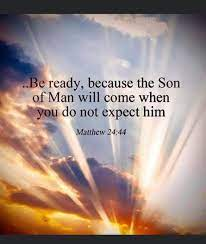 ..Be ready, because the Son
of Man will come when
you do not expect him
Matthew 24:44